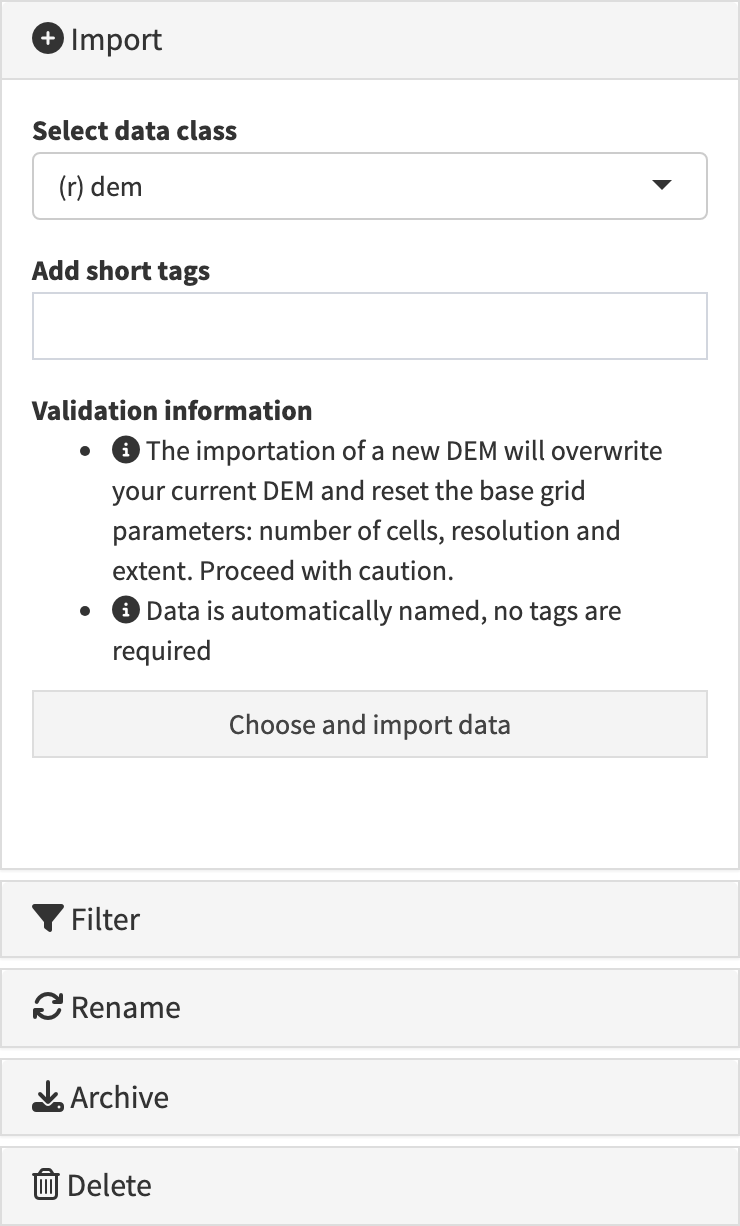 Import
Select data class
(r) dem
Add short tags
Validation information
The importation of a new DEM will overwrite
your current DEM and reset the base grid
parameters: number of cells, resolution and
extent. Proceed with caution.
Data is automatically named, no tags are
required
Choose and import data
Filter
Rename
Archive
Delete